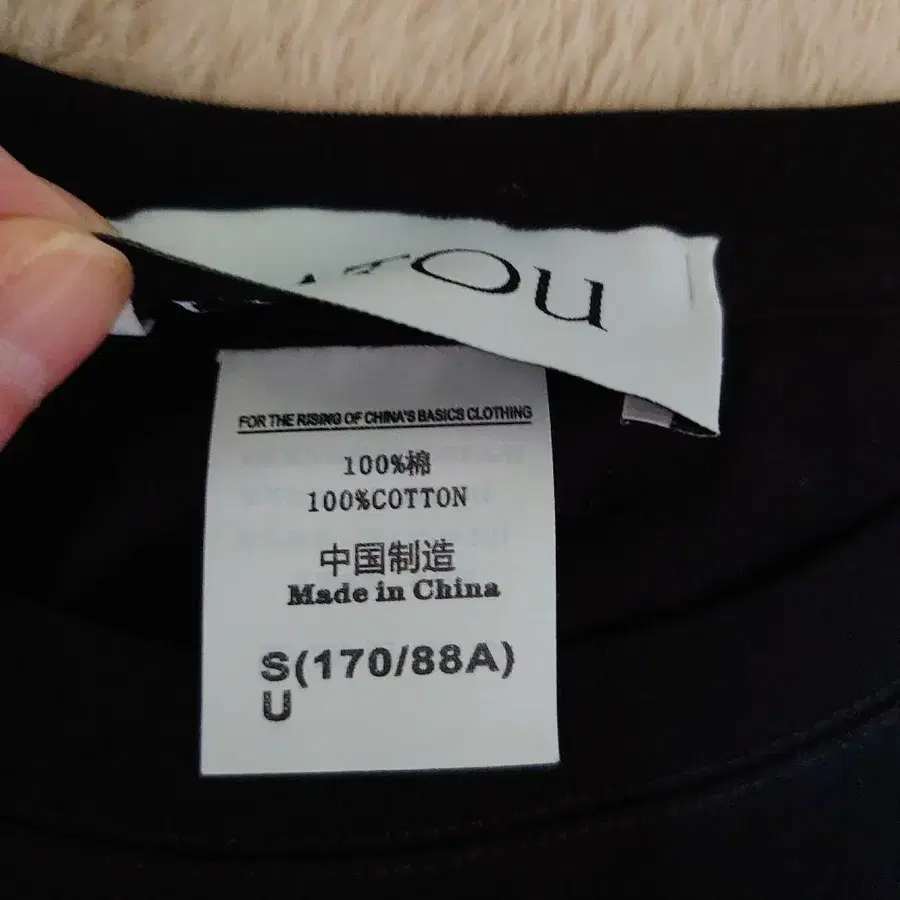 FOR THE RISING OF CHINA'S BASICS CLOTHING
100%棉
100%COTTON
中国制造
Made in China
S(170/88A)
U